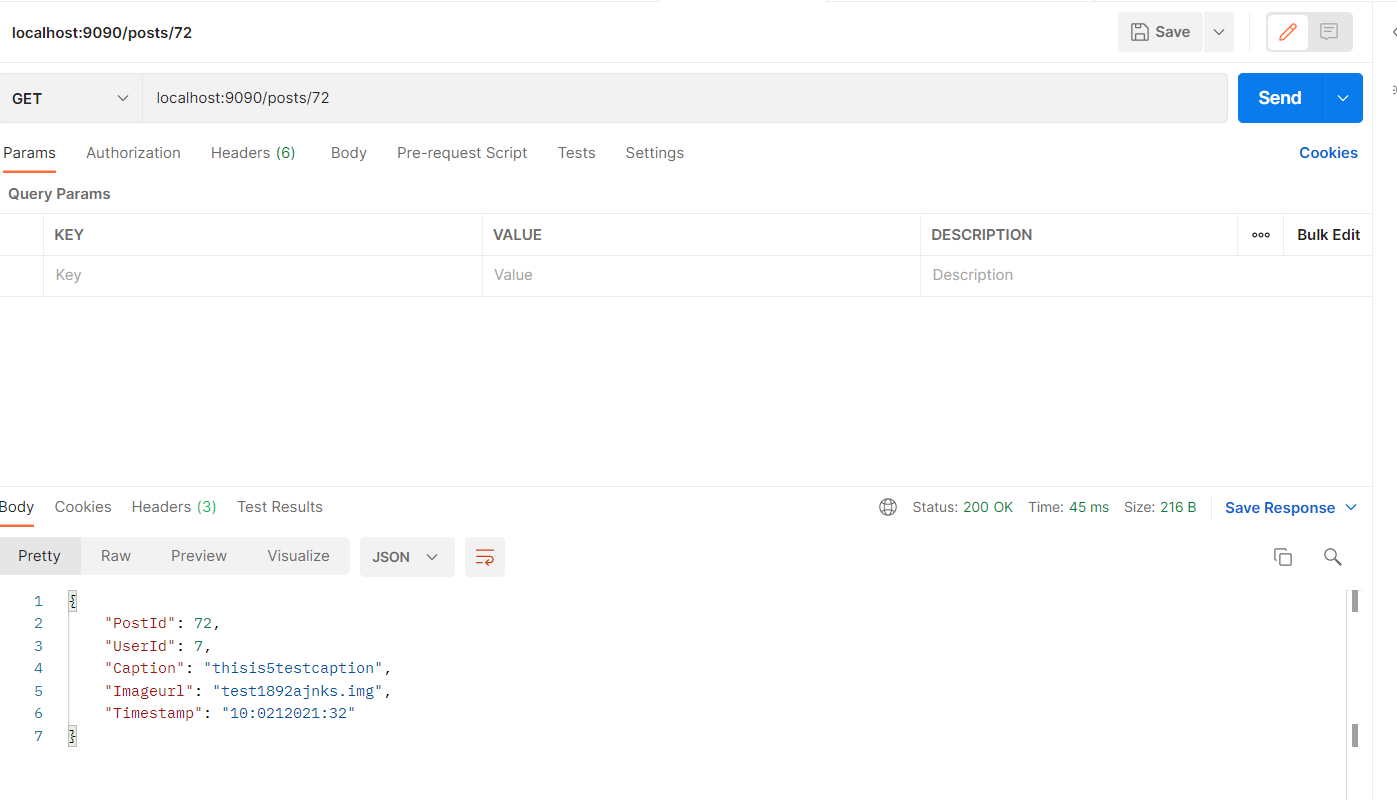 localhost:9090/posts/72
Save
GET
localhost:9090/posts/72
Send
Params Authorization Headers (6) Body Pre-request Script Tests Settings Cookies
Query Params
KEY VALUE DESCRIPTION ooo Bulk Edit
Key Value Description
Body Cookies Headers (3) Test Results Status: 200 OK Time: 45 ms Size: 216 B Save Response
Pretty Raw Preview Visualize JSON
1 {
2 "PostId": 72,
3 "UserId": 7,
4 "Caption": "thisis5testcaption",
5 "Imageurl": "test1892ajnks.img",
6 "Timestamp": "10:0212021:32"
7 }